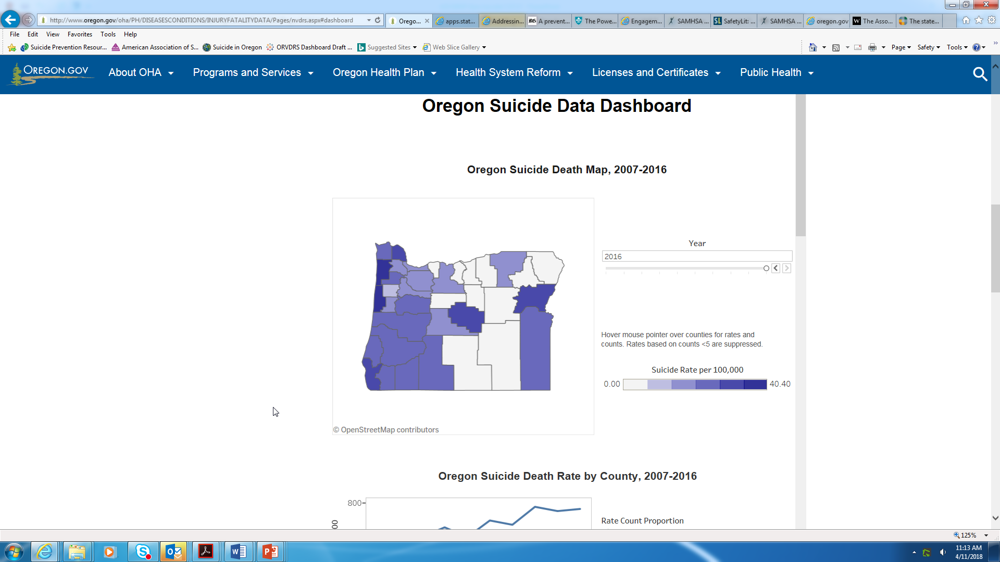 http://www.oregon.gov/oha/PH/DISEASESCONDITIONS/INJURYFATALITYDATA/Pages/nvdrs.aspx#dashboard
Orego...
apps.stat...
Addressin...
RG A prevent...
The Powe...
Engagem...
SAMHSA ...
SL SafetyLit: ...
SAMHSA ...
oregon.gov
W The Asso...
The state...
File Edit View Favorites Tools Help
Suicide Prevention Resour... American Association of S... Suicide in Oregon ORVDRS Dashboard Draft ... Suggested Sites Web Slice Gallery
Page Safety Tools
OREGON.GOV
About OHA Programs and Services Oregon Health Plan Health System Reform Licenses and Certificates Public Health
Oregon Suicide Data Dashboard
Oregon Suicide Death Map, 2007-2016
Year
2016
Hover mouse pointer over counties for rates and
counts. Rates based on counts <5 are suppressed.
Suicide Rate per 100,000
0.00 40.40
© OpenStreetMap contributors
Oregon Suicide Death Rate by County, 2007-2016
800
00
Rate Count Proportion
125%
11:13 AM
4/11/2018